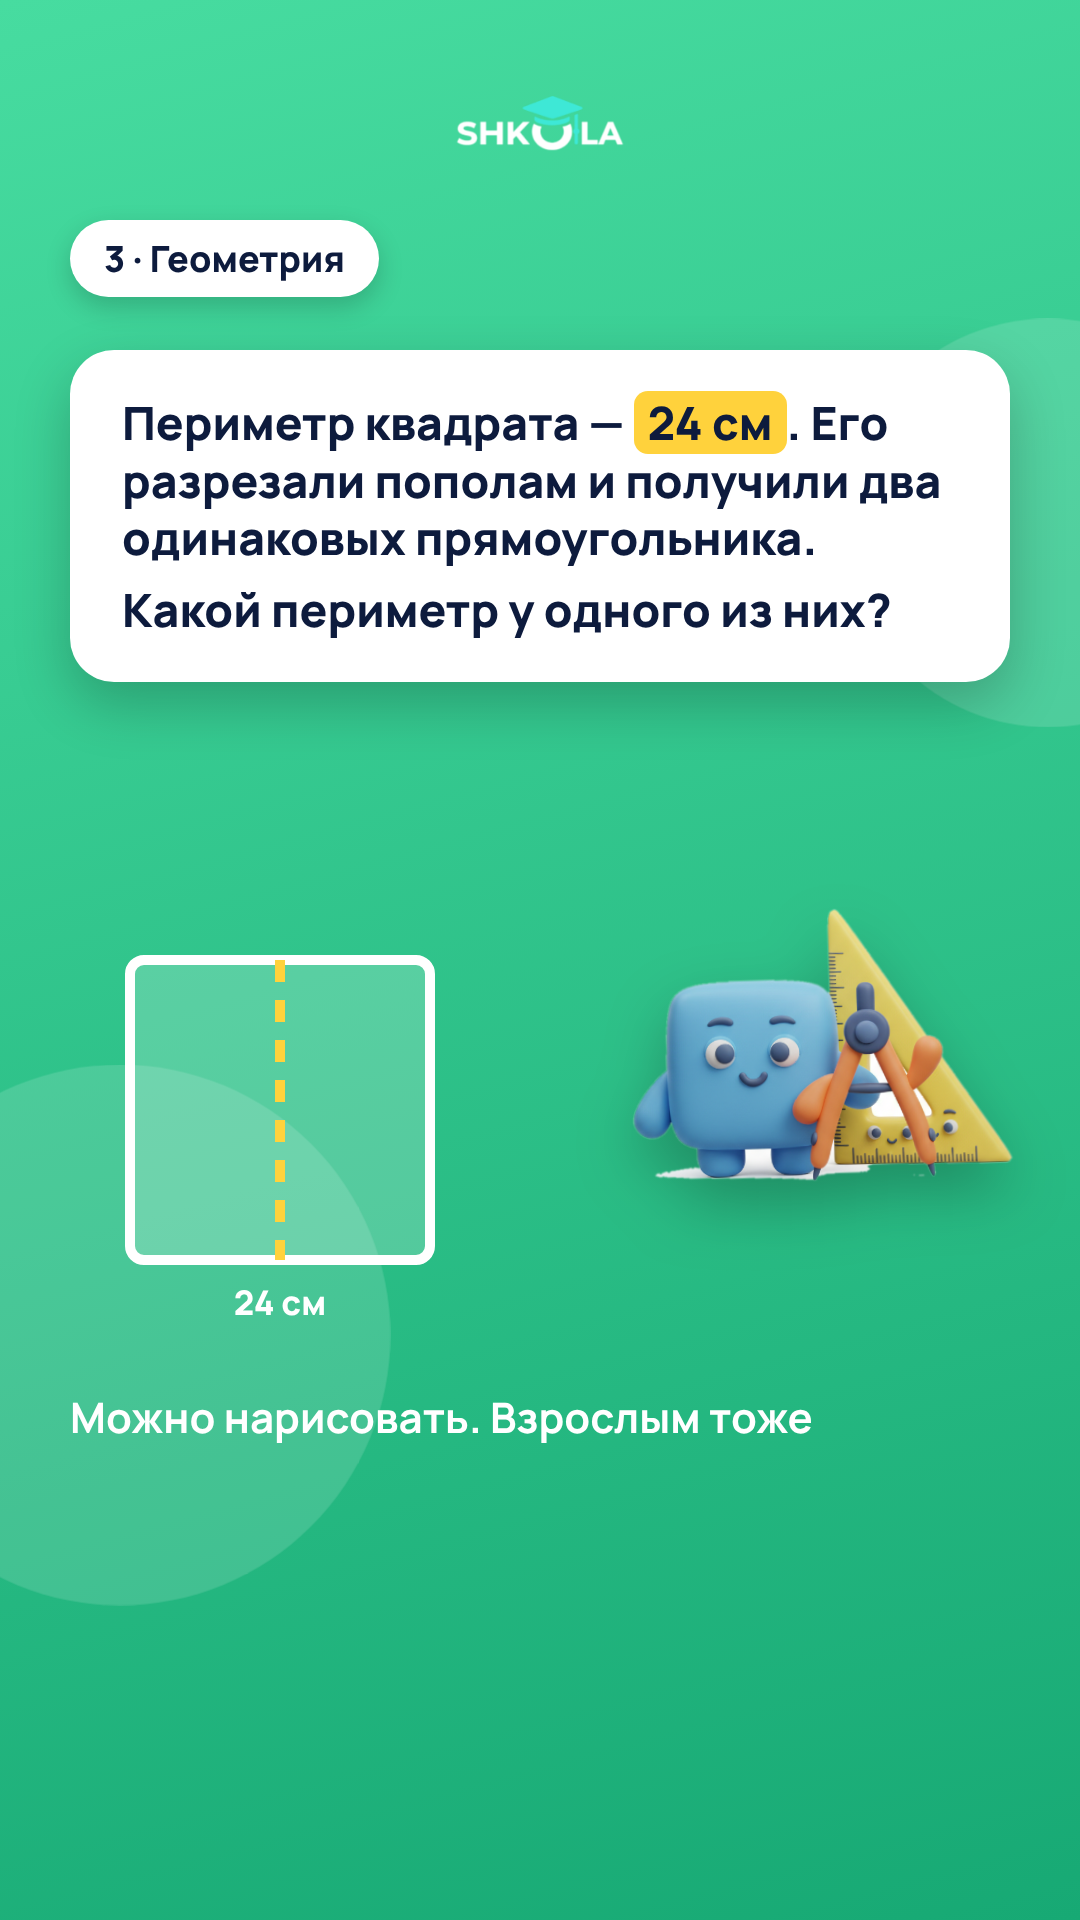 SHKOLA
3 · Геометрия
Периметр квадрата — 24 см. Его
разрезали пополам и получили два
одинаковых прямоугольника.
Какой периметр у одного из них?
24 см
Можно нарисовать. Взрослым тоже